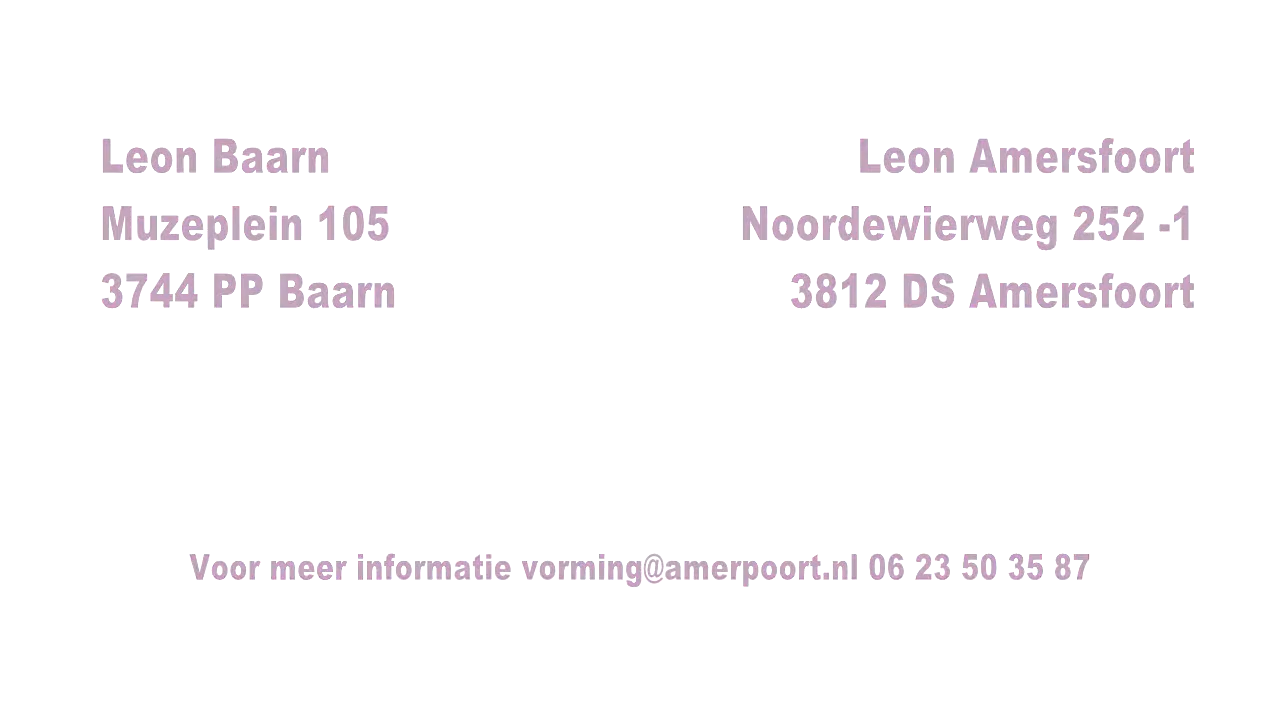 Leon Baarn
Muzeplein 105
3744 PP Baarn
Leon Amersfoort
Noordewierweg 252 -1
3812 DS Amersfoort
Voor meer informatie vorming@amerpoort.nl 06 23 50 35 87